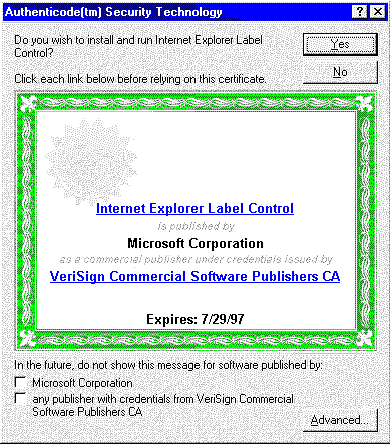 Authenticode(tm) Security Technology
Do you wish to install and run Internet Explorer Label
Control?
Yes
No
Click each link below before relying on this certificate.
Internet Explorer Label Control
is published by
Microsoft Corporation
as a commercial publisher under credentials issued by
VeriSign Commercial Software Publishers CA
Expires: 7/29/97
In the future, do not show this message for software published by:
Microsoft Corporation
any publisher with credentials from VeriSign Commercial
Software Publishers CA
Advanced...